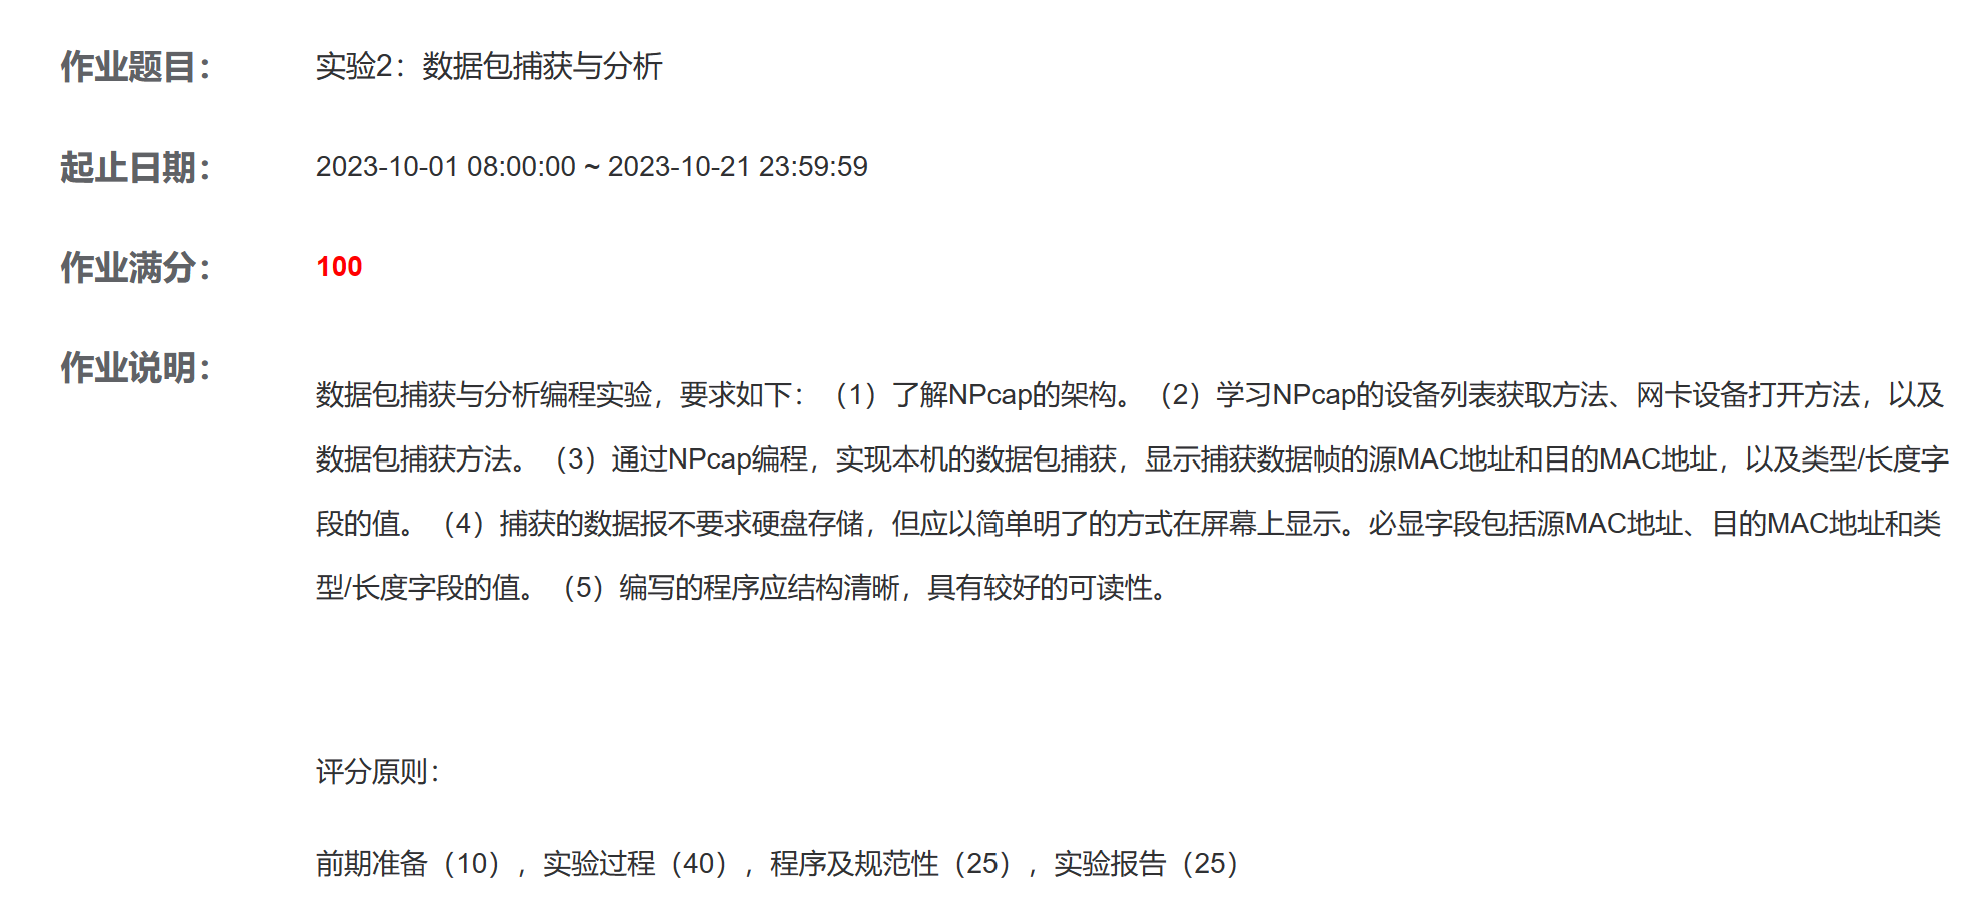 作业题目： 实验2：数据包捕获与分析
起止日期： 2023-10-01 08:00:00 ~ 2023-10-21 23:59:59
作业满分： 100
作业说明：
数据包捕获与分析编程实验，要求如下：（1）了解NPcap的架构。（2）学习NPcap的设备列表获取方法、网卡设备打开方法，以及
数据包捕获方法。（3）通过NPcap编程，实现本机的数据包捕获，显示捕获数据帧的源MAC地址和目的MAC地址，以及类型/长度字
段的值。（4）捕获的数据报不要求硬盘存储，但应以简单明了的方式在屏幕上显示。必显字段包括源MAC地址、目的MAC地址和类
型/长度字段的值。（5）编写的程序应结构清晰，具有较好的可读性。
评分原则：
前期准备（10），实验过程（40），程序及规范性（25），实验报告（25）